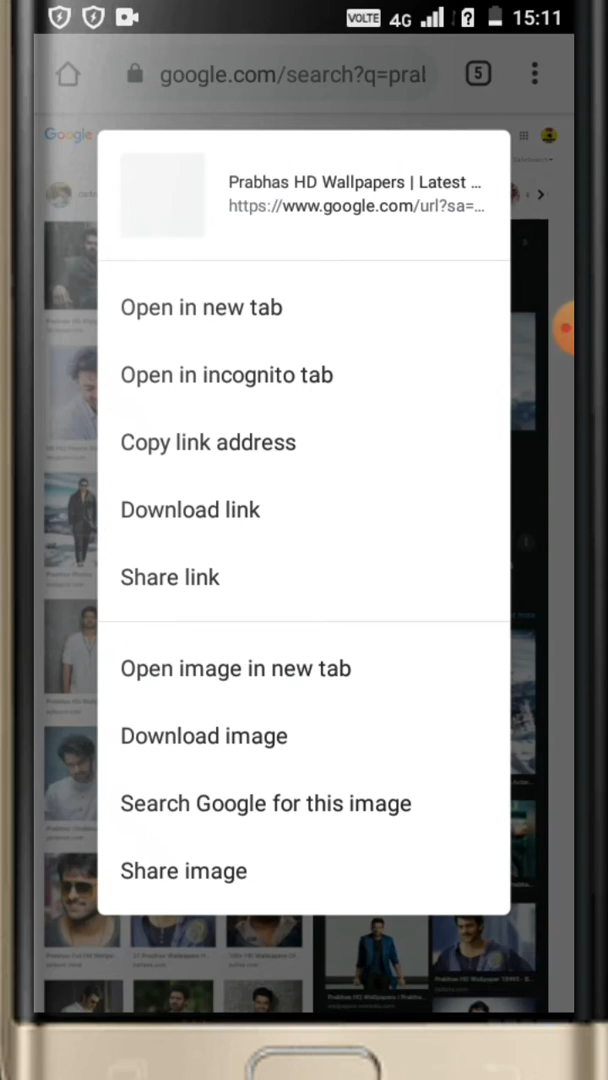 VOLTE 4G 15:11
google.com/search?q=pral
5
Google
Prabhas HD Wallpapers | Latest ...
https://www.google.com/url?sa=...
Open in new tab
Open in incognito tab
Copy link address
Download link
Share link
Open image in new tab
Download image
Search Google for this image
Share image